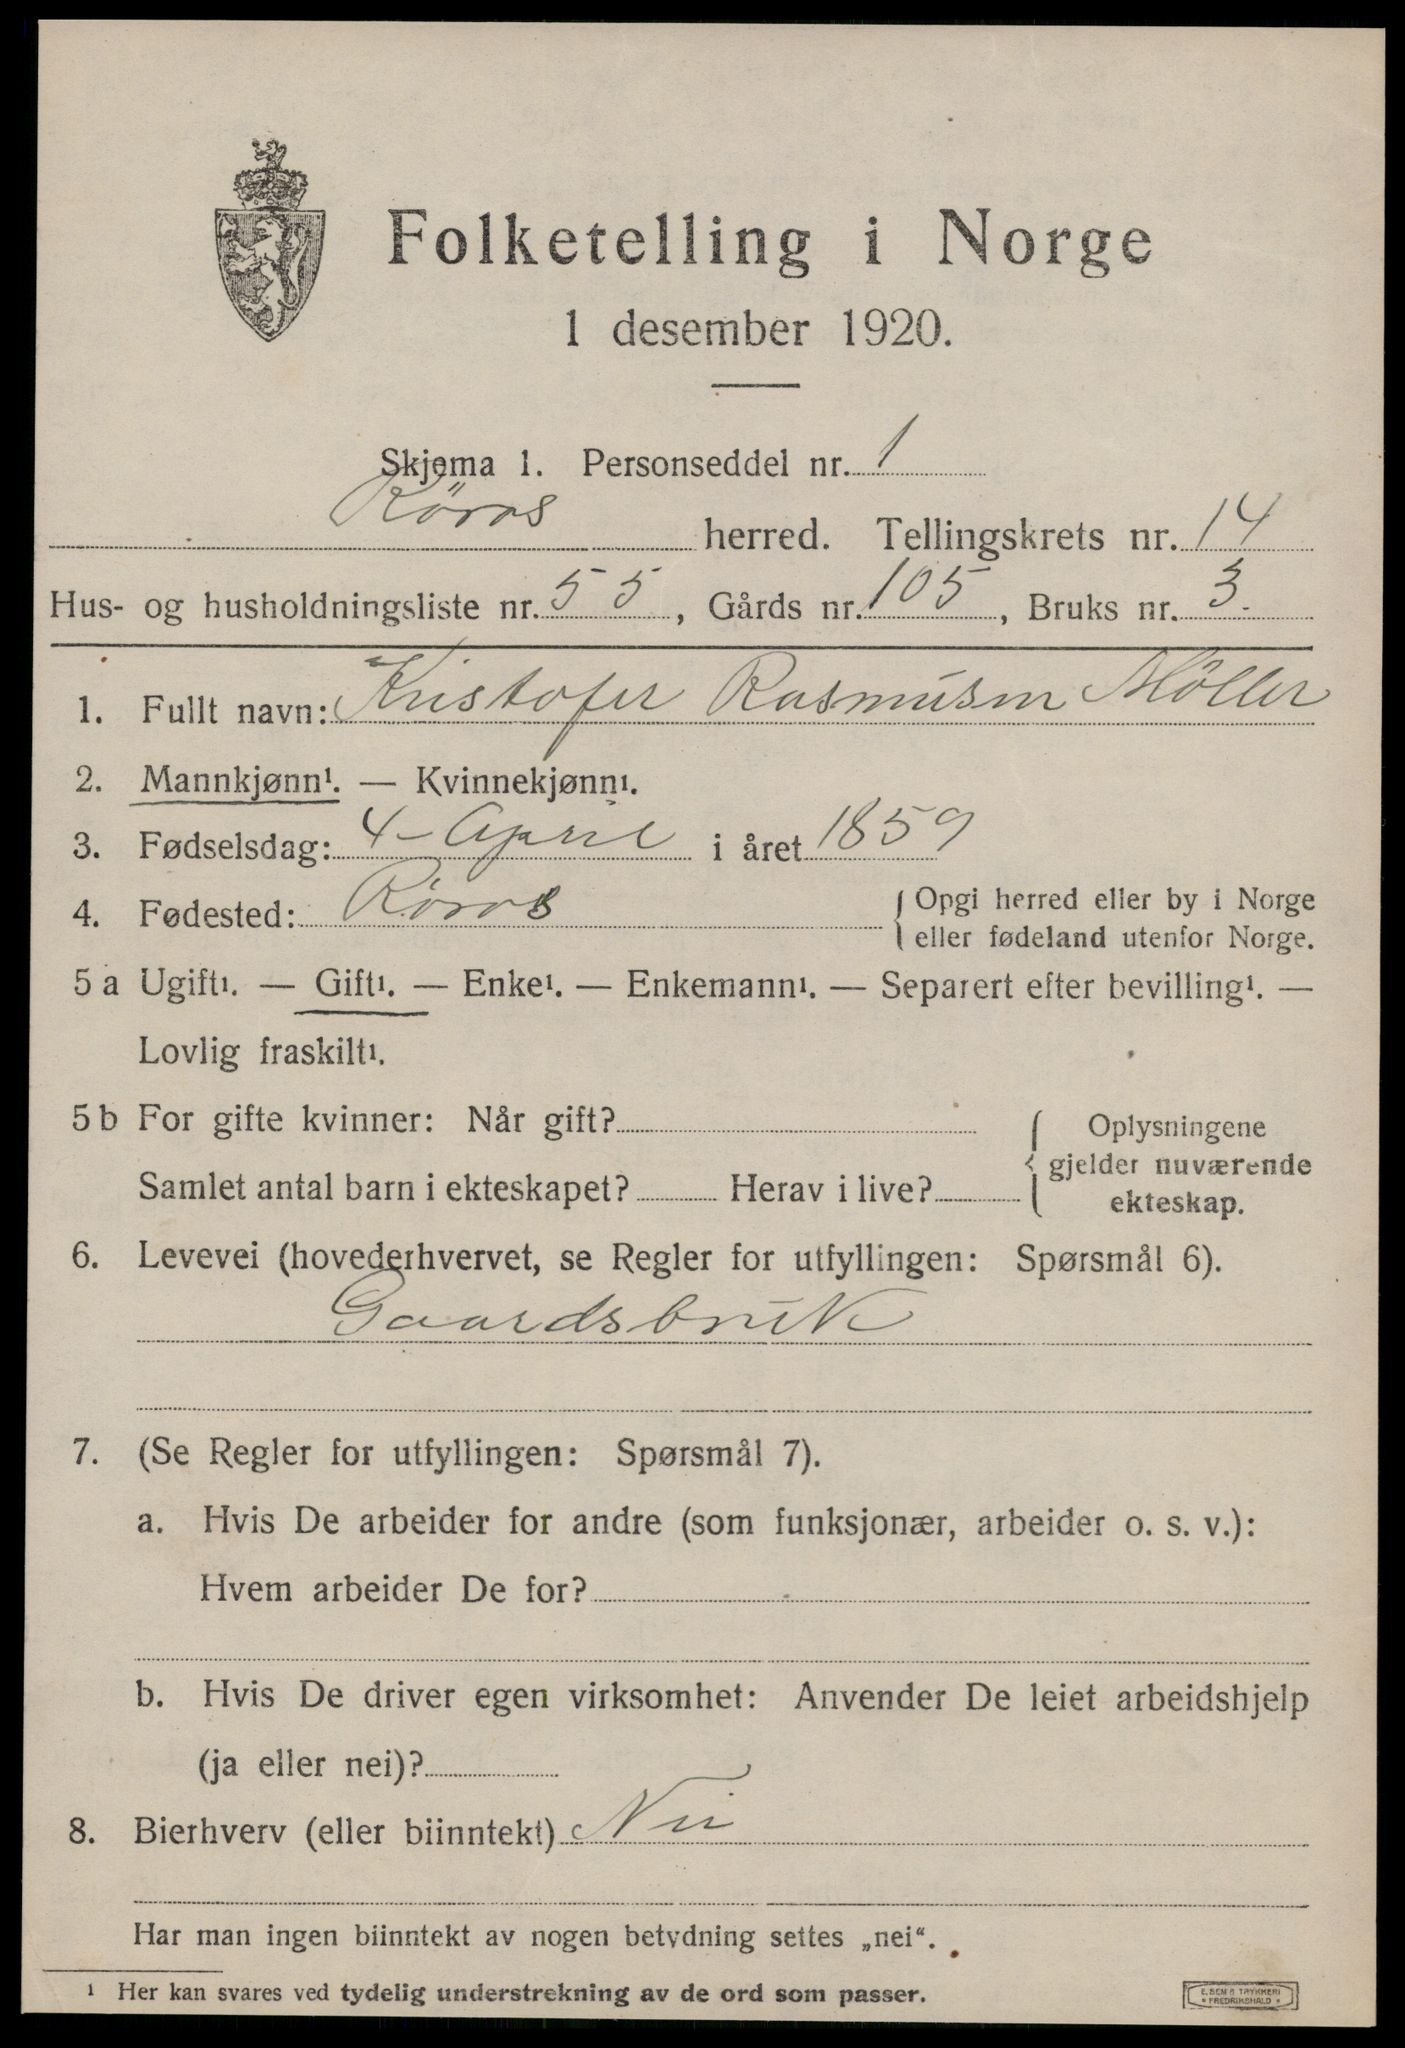 Folketelling i Norge
1 desember 1920.
Skjema 1. Personseddel nr. 1
Röros herred. Tellingskrets nr. 14
Hus- og husholdningsliste nr. 55, Gårds nr. 105, Bruks nr. 3.
1. Fullt navn: Kristofer Rasmusen Möller
2. Mannkjønn¹. — Kvinnekjønn¹.
3. Fødselsdag: 4 - April i året 1859
4. Fødested: Röros { Opgi herred eller by i Norge
eller fødeland utenfor Norge.
5 a Ugift¹. — Gift¹. — Enke¹. — Enkemann¹. — Separert efter bevilling¹. —
Lovlig fraskilt¹.
5 b For gifte kvinner: Når gift?
Samlet antal barn i ekteskapet? Herav i live?
{ Oplysningene
gjelder nuværende
ekteskap.
6. Levevei (hovederhvervet, se Regler for utfyllingen: Spørsmål 6).
Gaardsbruk
7. (Se Regler for utfyllingen: Spørsmål 7).
a. Hvis De arbeider for andre (som funksjonær, arbeider o. s. v.):
Hvem arbeider De for?
b. Hvis De driver egen virksomhet: Anvender De leiet arbeidshjelp
(ja eller nei)?
8. Bierhverv (eller biinntekt) Nei
Har man ingen biinntekt av nogen betydning settes „nei“.
¹ Her kan svares ved tydelig understrekning av de ord som passer.
TRYKKERI
* FREDRIKSHALD *